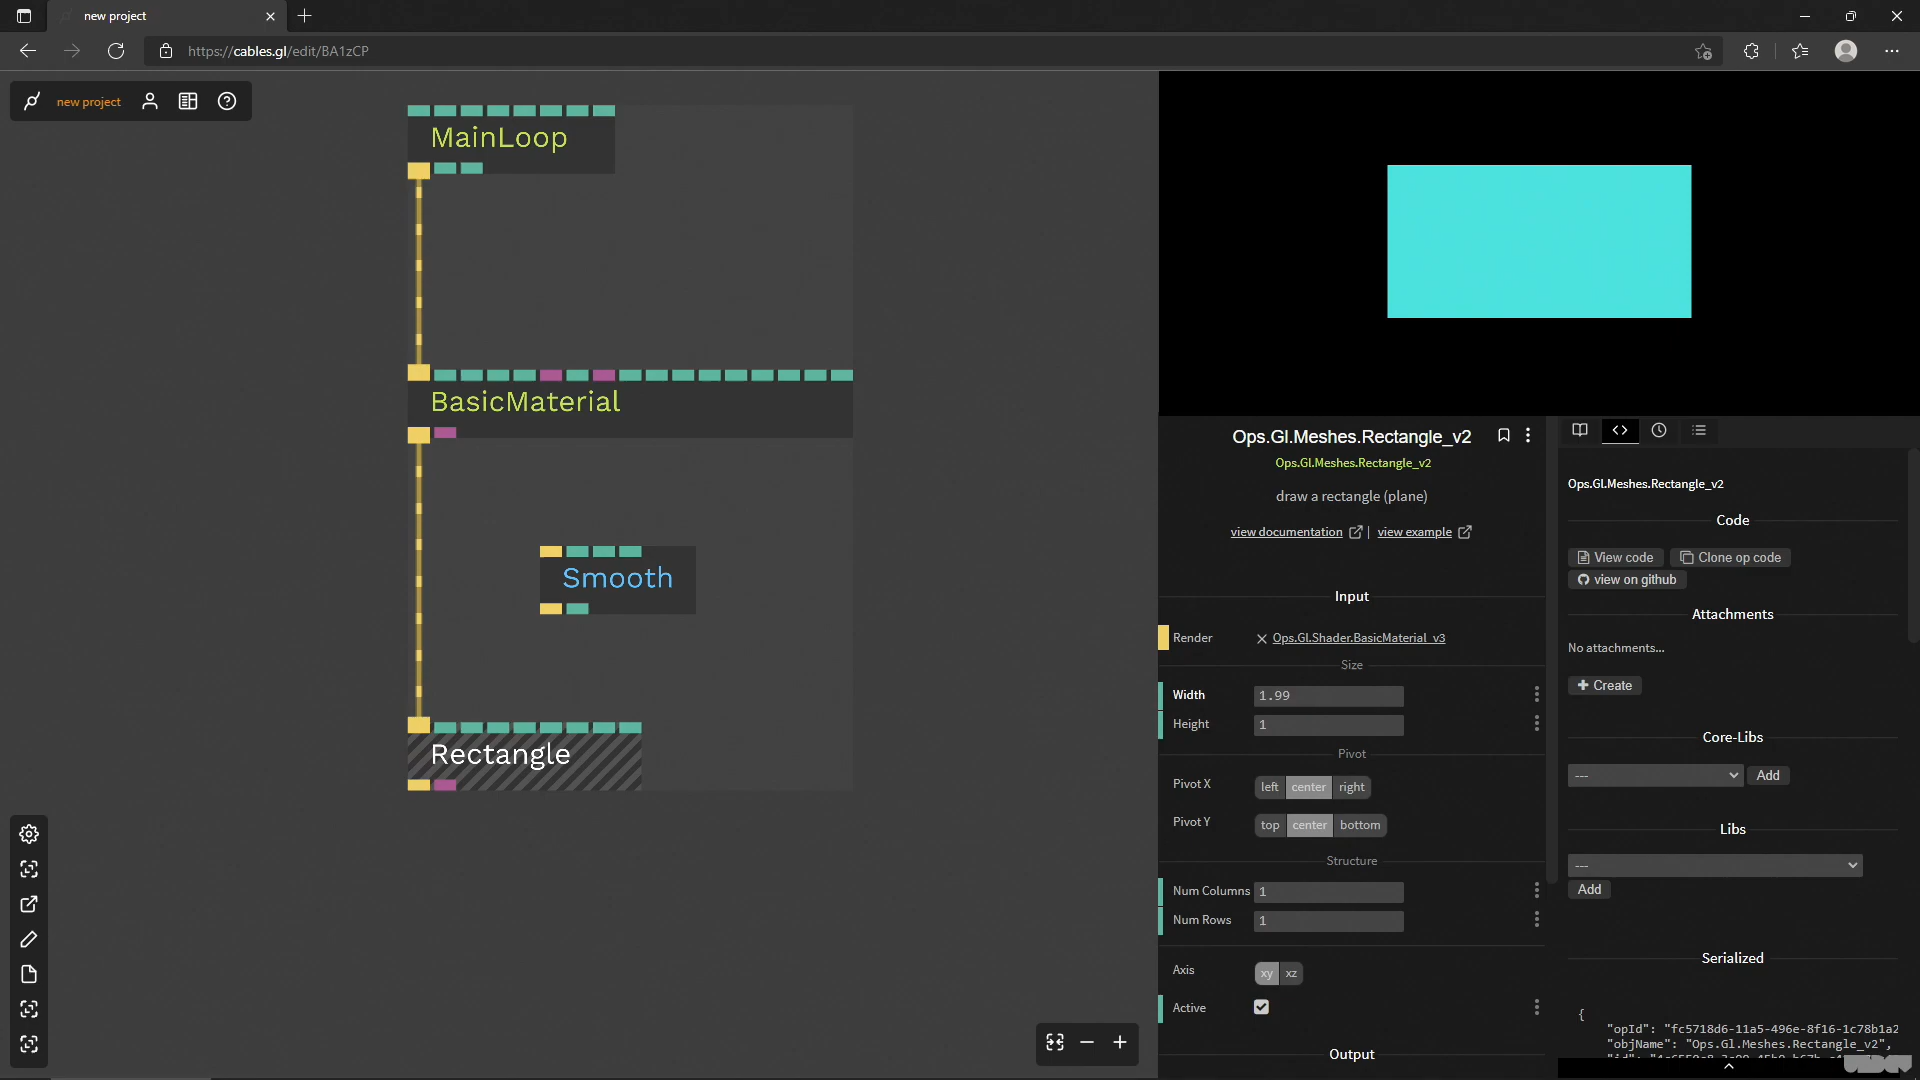 new project
https://cables.gl/edit/BA1zCP
new project
MainLoop
BasicMaterial
Smooth
Rectangle
Ops.Gl.Meshes.Rectangle_v2
Ops.Gl.Meshes.Rectangle_v2
draw a rectangle (plane)
view documentation | view example
Input
Render Ops.Gl.Shader.BasicMaterial_v3
Size
Width 1.99
Height 1
Pivot
Pivot X left center right
Pivot Y top center bottom
Structure
Num Columns 1
Num Rows 1
Axis xy xz
Active
Output
Ops.Gl.Meshes.Rectangle_v2
Code
View code Clone op code
view on github
Attachments
No attachments...
+ Create
Core-Libs
--- Add
Libs
---
Add
Serialized
{
"opId": "fc5718d6-11a5-496e-8f16-1c78b1a2
"objName": "Ops.Gl.Meshes.Rectangle_v2",